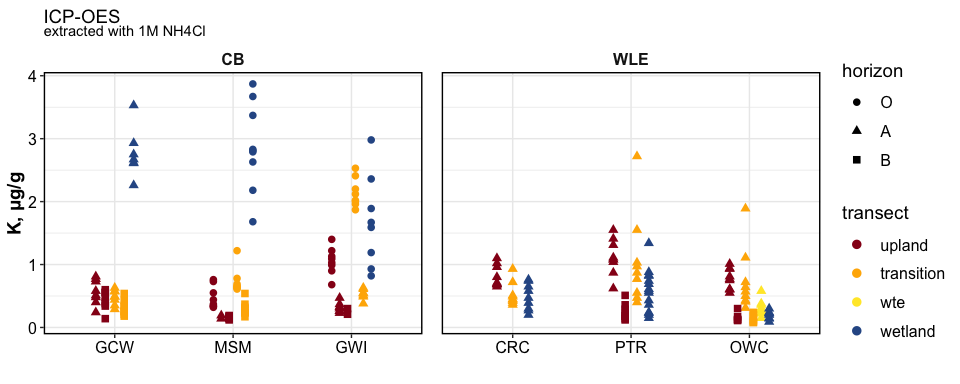 ICP-OES
extracted with 1M NH4Cl
CB
WLE
K, µg/g
4
3
2
1
0
GCW
MSM
GWI
CRC
PTR
OWC
horizon
O
A
B
transect
upland
transition
wte
wetland